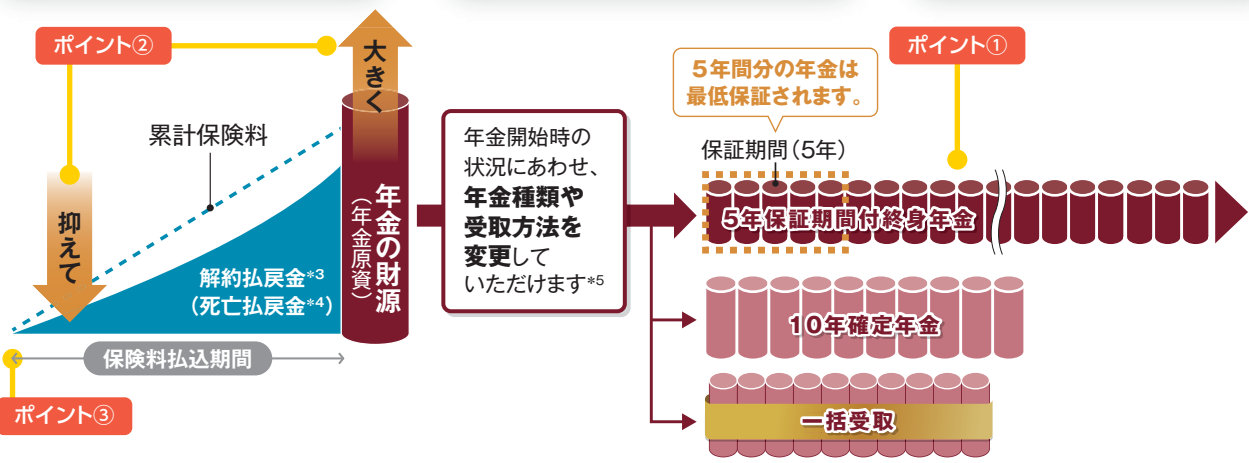 ポイント②
大きく
ポイント①
5年間分の年金は
最低保証されます。
累計保険料
保証期間（5年）
抑えて
年金の財源
（年金原資）
年金開始時の
状況にあわせ、
年金種類や
受取方法を
変更して
いただけます*5
5年保証期間付終身年金
解約払戻金*3
（死亡払戻金*4）
10年確定年金
保険料払込期間
ポイント③
一括受取